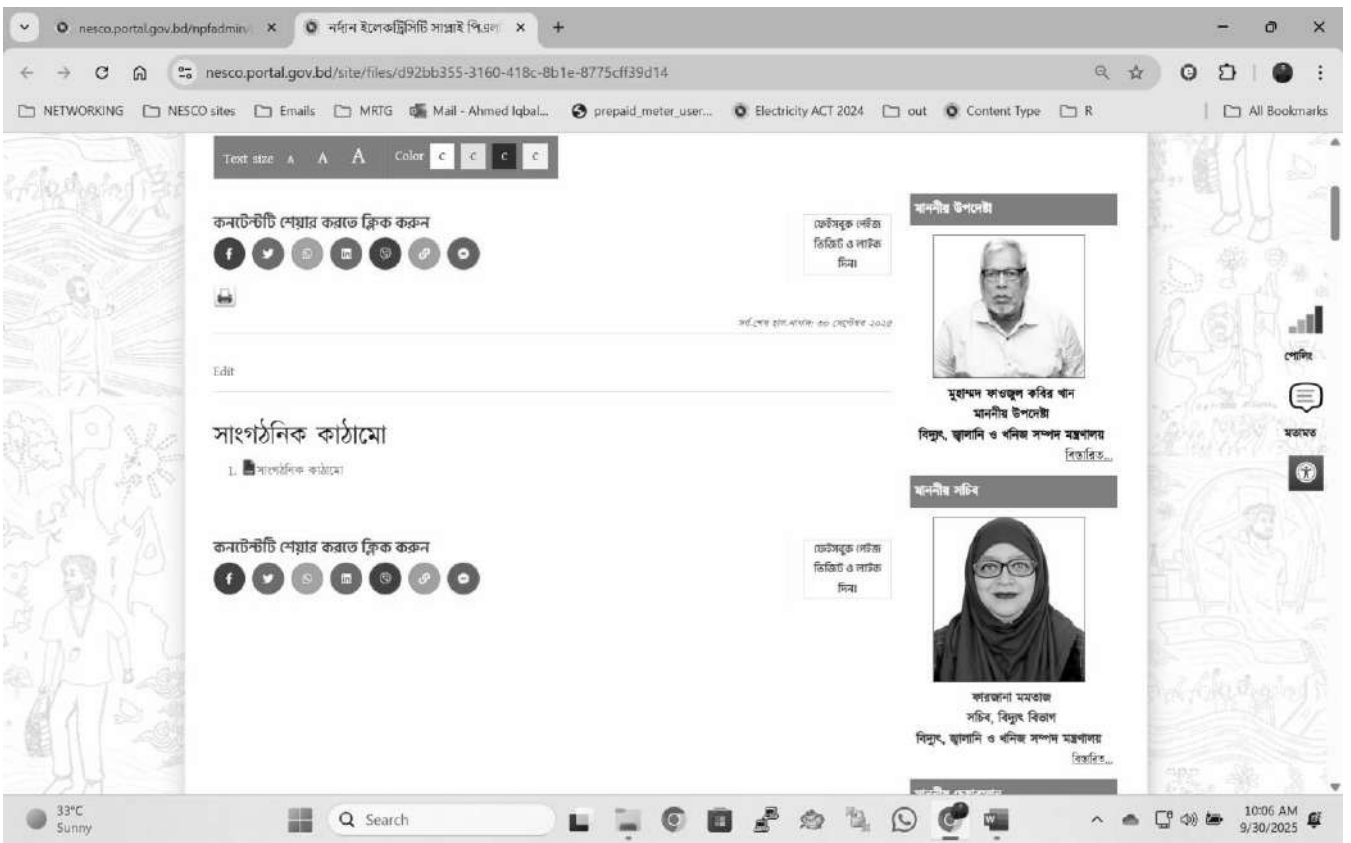 nesco.portal.gov.bd/npfadmin/
নর্দান ইলেকট্রিসিটি সাপ্লাই পি.এল
nesco.portal.gov.bd/site/files/d92bb355-3160-418c-8b1e-8775cff39d14
NETWORKING
NESCO sites
Emails
MRTG
Mail - Ahmed Iqbal...
prepaid_meter_user...
Electricity ACT 2024
out
Content Type
R
All Bookmarks
Text size A A A Color C C C C
কনটেন্টটি শেয়ার করতে ক্লিক করুন
ফেইসবুক পেইজ
ভিজিট ও লাইক
দিন।
সর্ব-শেষ হাল-নাগাদ: ৩০ সেপ্টেম্বর ২০২৫
Edit
সাংগঠনিক কাঠামো
1. সাংগঠনিক কাঠামো
কনটেন্টটি শেয়ার করতে ক্লিক করুন
ফেইসবুক পেইজ
ভিজিট ও লাইক
দিন।
মাননীয় উপদেষ্টা
মুহাম্মদ ফাওজুল কবির খান
মাননীয় উপদেষ্টা
বিদ্যুৎ, জ্বালানি ও খনিজ সম্পদ মন্ত্রণালয়
বিস্তারিত...
মাননীয় সচিব
ফারজানা মমতাজ
সচিব, বিদ্যুৎ বিভাগ
বিদ্যুৎ, জ্বালানি ও খনিজ সম্পদ মন্ত্রণালয়
বিস্তারিত...
পোলিং
মতামত
33°C
Sunny
Search
10:06 AM
9/30/2025